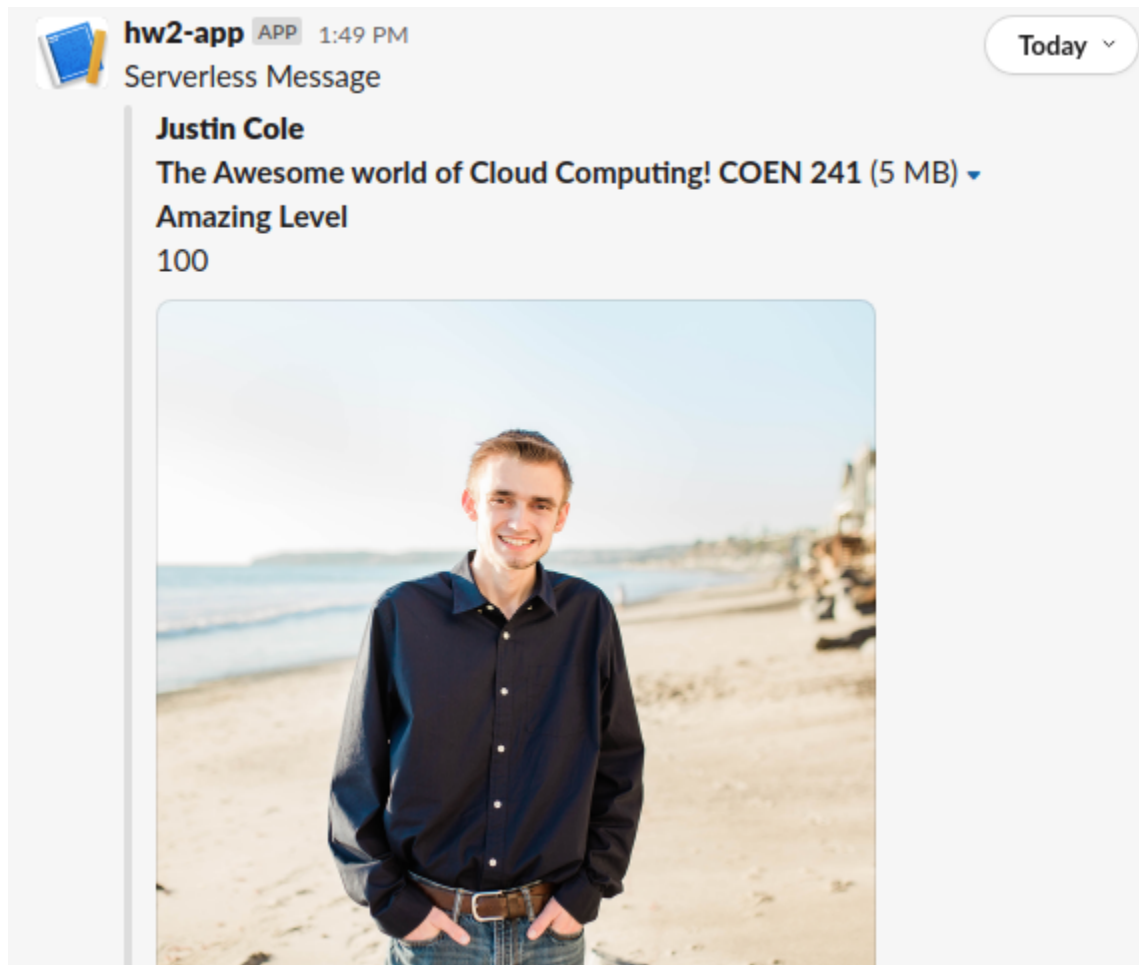 hw2-app APP 1:49 PM
Today
Serverless Message
Justin Cole
The Awesome world of Cloud Computing! COEN 241 (5 MB)
Amazing Level
100